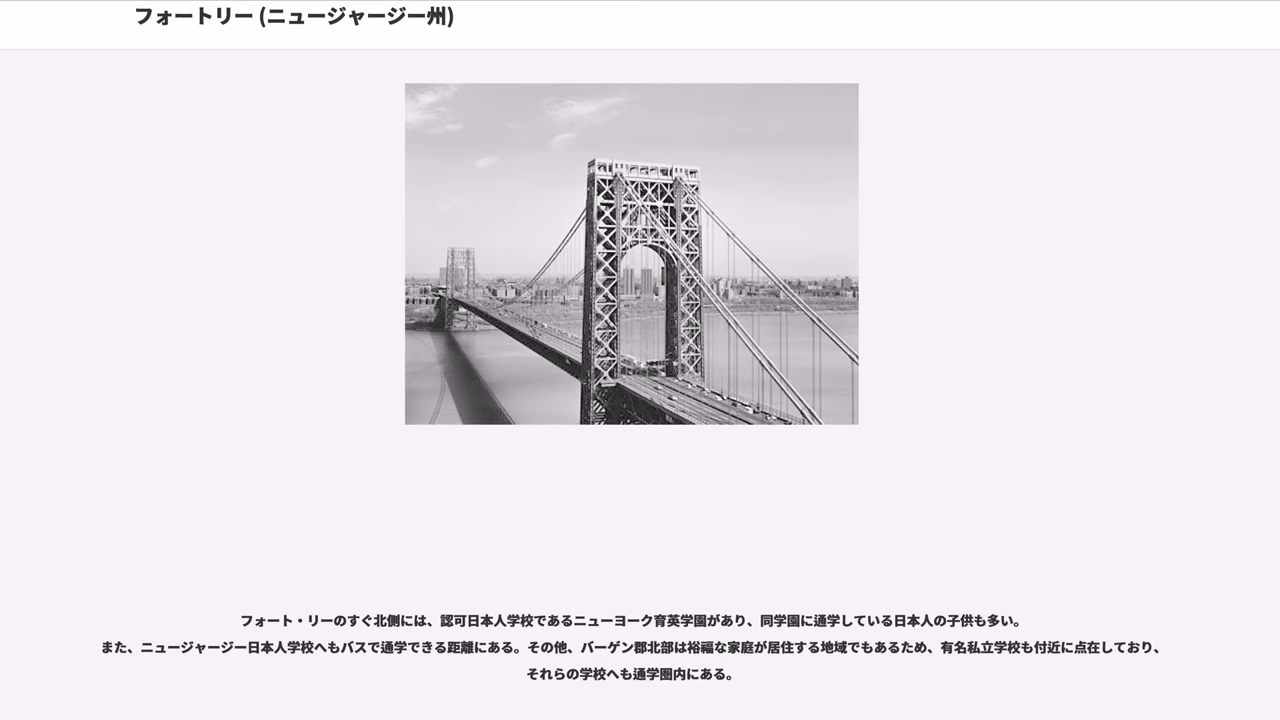 フォートリー (ニュージャージー州)
フォート・リーのすぐ北側には、認可日本人学校であるニューヨーク育英学園があり、同学園に通学している日本人の子供も多い。
また、ニュージャージー日本人学校へもバスで通学できる距離にある。その他、バーゲン郡北部は裕福な家庭が居住する地域でもあるため、有名私立学校も付近に点在しており、
それらの学校へも通学圏内にある。